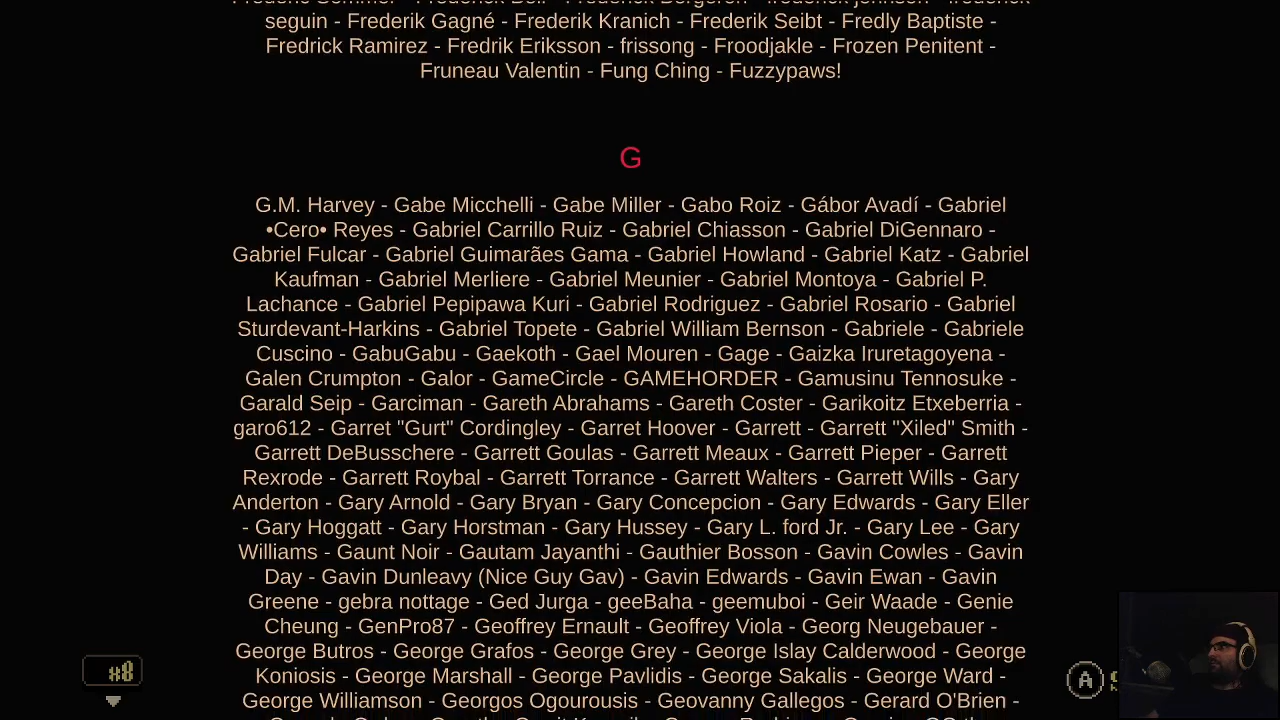 seguin - Frederik Gagné - Frederik Kranich - Frederik Seibt - Fredly Baptiste -
Fredrick Ramirez - Fredrik Eriksson - frissong - Froodjakle - Frozen Penitent -
Fruneau Valentin - Fung Ching - Fuzzypaws!
G
G.M. Harvey - Gabe Micchelli - Gabe Miller - Gabo Roiz - Gábor Avadí - Gabriel
•Cero• Reyes - Gabriel Carrillo Ruiz - Gabriel Chiasson - Gabriel DiGennaro -
Gabriel Fulcar - Gabriel Guimarães Gama - Gabriel Howland - Gabriel Katz - Gabriel
Kaufman - Gabriel Merliere - Gabriel Meunier - Gabriel Montoya - Gabriel P.
Lachance - Gabriel Pepipawa Kuri - Gabriel Rodriguez - Gabriel Rosario - Gabriel
Sturdevant-Harkins - Gabriel Topete - Gabriel William Bernson - Gabriele - Gabriele
Cuscino - GabuGabu - Gaekoth - Gael Mouren - Gage - Gaizka Iruretagoyena -
Galen Crumpton - Galor - GameCircle - GAMEHORDER - Gamusinu Tennosuke -
Garald Seip - Garciman - Gareth Abrahams - Gareth Coster - Garikoitz Etxeberria -
garo612 - Garret "Gurt" Cordingley - Garret Hoover - Garrett - Garrett "Xiled" Smith -
Garrett DeBusschere - Garrett Goulas - Garrett Meaux - Garrett Pieper - Garrett
Rexrode - Garrett Roybal - Garrett Torrance - Garrett Walters - Garrett Wills - Gary
Anderton - Gary Arnold - Gary Bryan - Gary Concepcion - Gary Edwards - Gary Eller
- Gary Hoggatt - Gary Horstman - Gary Hussey - Gary L. ford Jr. - Gary Lee - Gary
Williams - Gaunt Noir - Gautam Jayanthi - Gauthier Bosson - Gavin Cowles - Gavin
Day - Gavin Dunleavy (Nice Guy Gav) - Gavin Edwards - Gavin Ewan - Gavin
Greene - gebra nottage - Ged Jurga - geeBaha - geemuboi - Geir Waade - Genie
Cheung - GenPro87 - Geoffrey Ernault - Geoffrey Viola - Georg Neugebauer -
George Butros - George Grafos - George Grey - George Islay Calderwood - George
Koniosis - George Marshall - George Pavlidis - George Sakalis - George Ward -
George Williamson - Georgos Ogourousis - Geovanny Gallegos - Gerard O'Brien -
x8
A